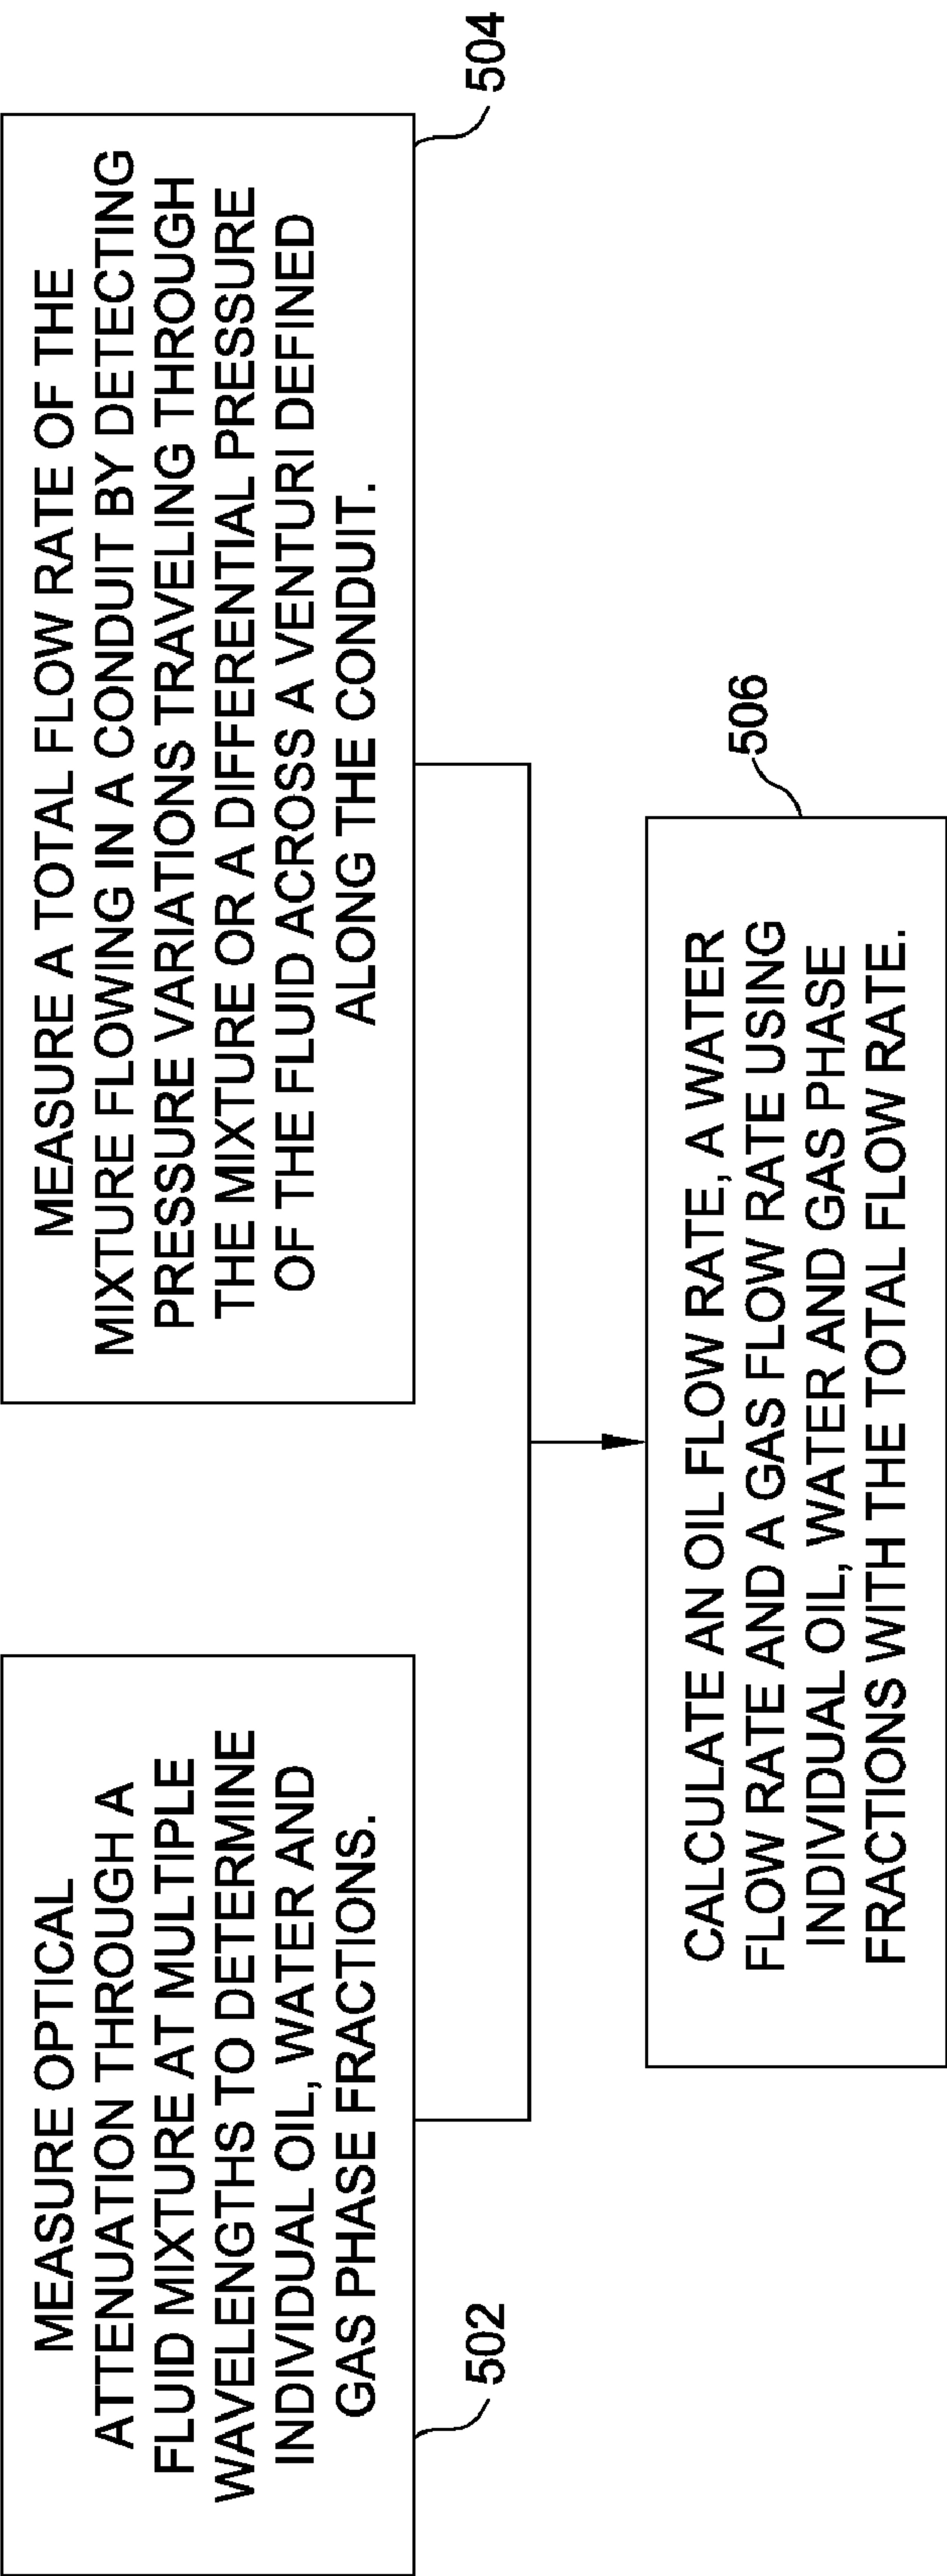 MEASURE OPTICAL
ATTENUATION THROUGH A
FLUID MIXTURE AT MULTIPLE
WAVELENGTHS TO DETERMINE
INDIVIDUAL OIL, WATER AND
GAS PHASE FRACTIONS.
502
MEASURE A TOTAL FLOW RATE OF THE
MIXTURE FLOWING IN A CONDUIT BY DETECTING
PRESSURE VARIATIONS TRAVELING THROUGH
THE MIXTURE OR A DIFFERENTIAL PRESSURE
OF THE FLUID ACROSS A VENTURI DEFINED
ALONG THE CONDUIT.
504
CALCULATE AN OIL FLOW RATE, A WATER
FLOW RATE AND A GAS FLOW RATE USING
INDIVIDUAL OIL, WATER AND GAS PHASE
FRACTIONS WITH THE TOTAL FLOW RATE.
506